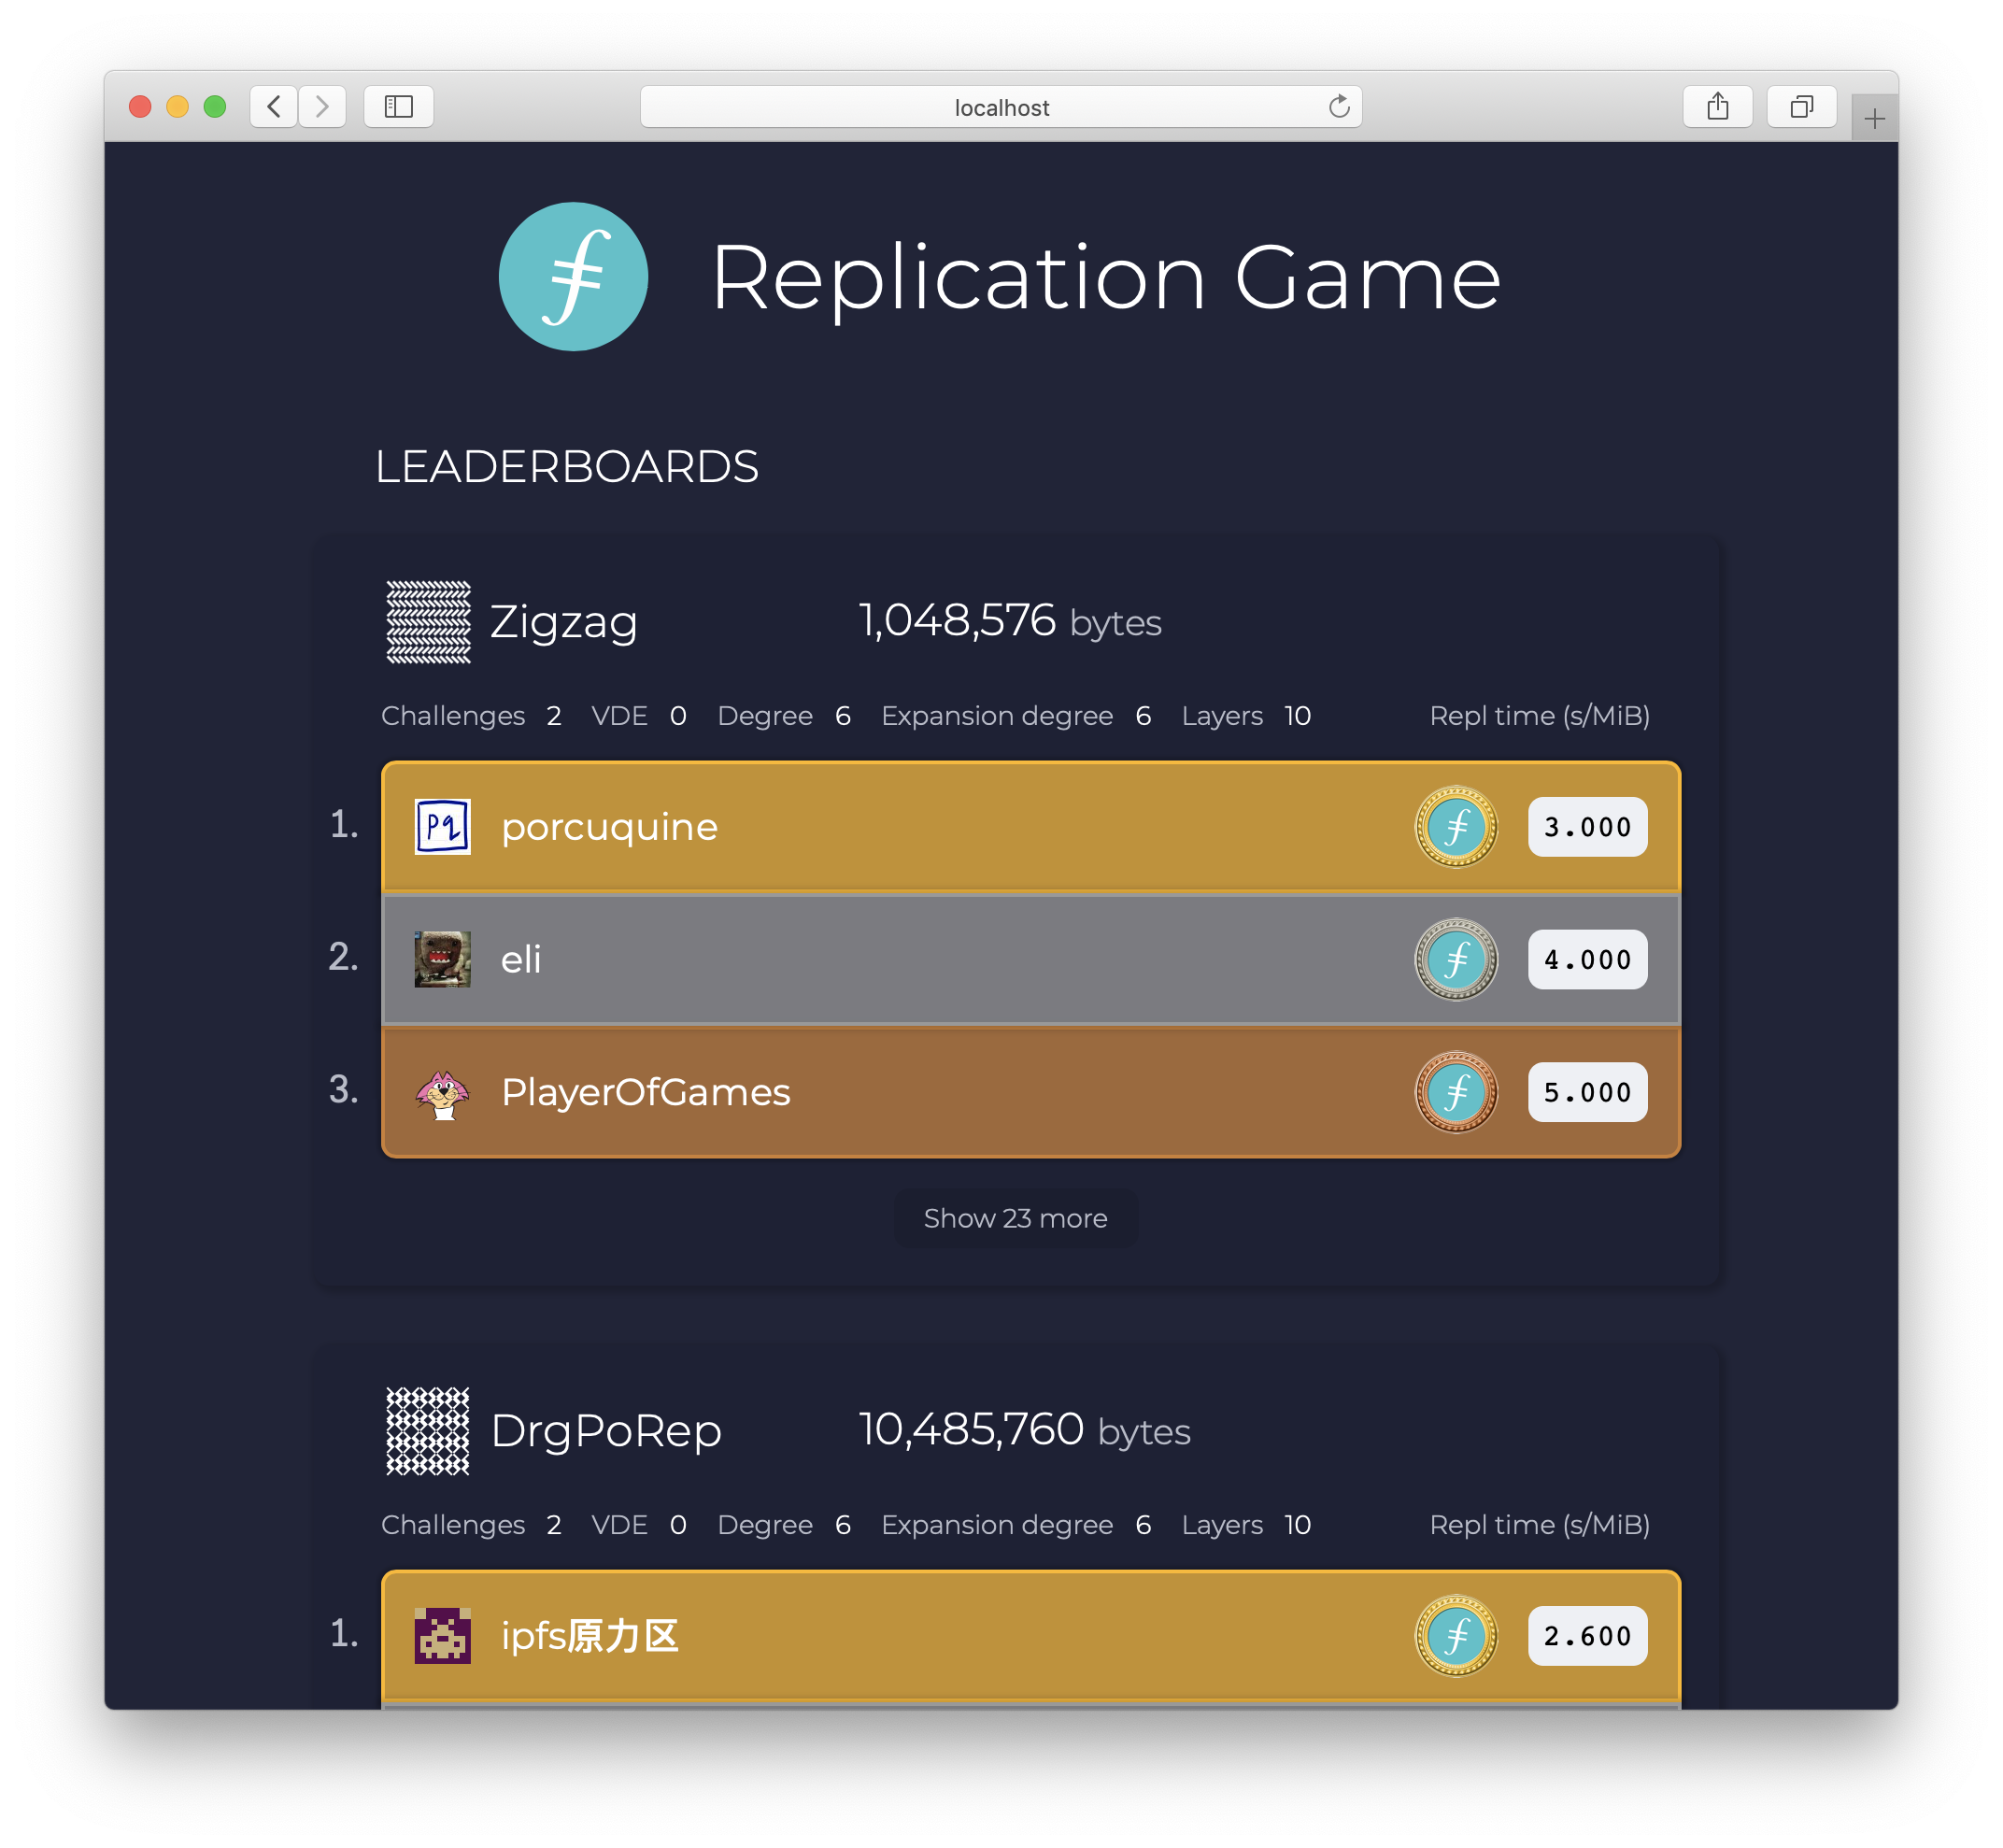 localhost
Replication Game
LEADERBOARDS
Zigzag 1,048,576 bytes
Challenges 2 VDE 0 Degree 6 Expansion degree 6 Layers 10 Repl time (s/MiB)
1. Pq porcuquine 3.000
2. eli 4.000
3. PlayerOfGames 5.000
Show 23 more
DrgPoRep 10,485,760 bytes
Challenges 2 VDE 0 Degree 6 Expansion degree 6 Layers 10 Repl time (s/MiB)
1. ipfs原力区 2.600